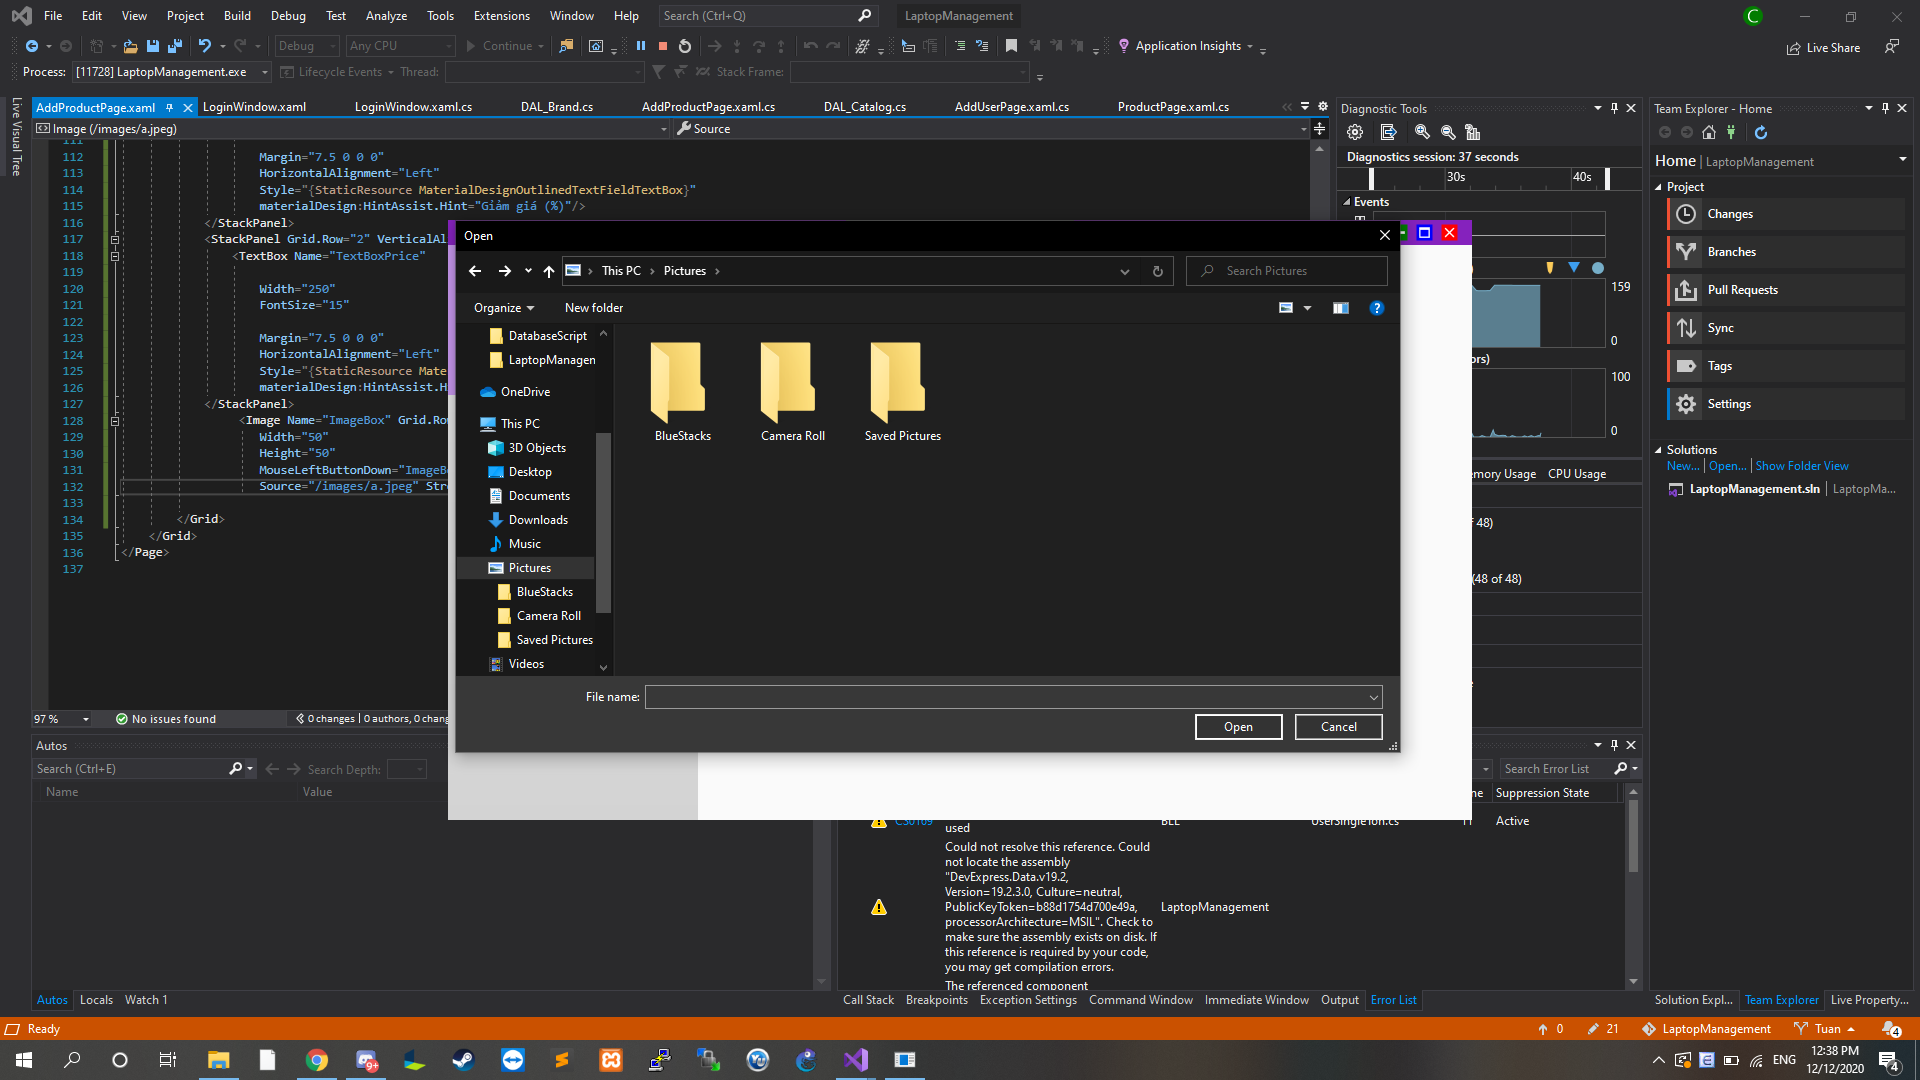 File Edit View Project Build Debug Test Analyze Tools Extensions Window Help Search (Ctrl+Q) LaptopManagement C
Debug Any CPU Continue Application Insights Live Share
Process: [11728] LaptopManagement.exe Lifecycle Events Thread: Stack Frame:
Live Visual Tree
AddProductPage.xaml LoginWindow.xaml LoginWindow.xaml.cs DAL_Brand.cs AddProductPage.xaml.cs DAL_Catalog.cs AddUserPage.xaml.cs ProductPage.xaml.cs
Image (/images/a.jpeg) Source
111
112 Margin="7.5 0 0 0"
113 HorizontalAlignment="Left"
114 Style="{StaticResource MaterialDesignOutlinedTextFieldTextBox}"
115 materialDesign:HintAssist.Hint="Giảm giá (%)"/>
116 </StackPanel>
117 <StackPanel Grid.Row="2" VerticalAl
118 <TextBox Name="TextBoxPrice"
119
120 Width="250"
121 FontSize="15"
122
123 Margin="7.5 0 0 0"
124 HorizontalAlignment="Left"
125 Style="{StaticResource Mate
126 materialDesign:HintAssist.H
127 </StackPanel>
128 <Image Name="ImageBox" Grid.Row
129 Width="50"
130 Height="50"
131 MouseLeftButtonDown="ImageBo
132 Source="/images/a.jpeg" Stre
133
134 </Grid>
135 </Grid>
136 </Page>
137
97 % No issues found 0 changes | 0 authors, 0 chang
Open
This PC Pictures Search Pictures
Organize New folder
DatabaseScript
LaptopManagen
OneDrive
This PC
3D Objects
Desktop
Documents
Downloads
Music
Pictures
BlueStacks
Camera Roll
Saved Pictures
Videos
BlueStacks Camera Roll Saved Pictures
File name:
Open Cancel
Diagnostic Tools
Diagnostics session: 37 seconds
30s 40s
Events
159
0
ors)
100
0
emory Usage CPU Usage
f 48)
(48 of 48)
Team Explorer - Home
Home | LaptopManagement
Project
Changes
Branches
Pull Requests
Sync
Tags
Settings
Solutions
New... | Open... | Show Folder View
LaptopManagement.sln | LaptopMa...
Autos
Search (Ctrl+E) Search Depth:
Name Value
Search Error List
ne Suppression State
CS0169 used BLL UserSingleTon.cs 11 Active
Could not resolve this reference. Could
not locate the assembly
"DevExpress.Data.v19.2,
Version=19.2.3.0, Culture=neutral,
PublicKeyToken=b88d1754d700e49a, LaptopManagement
processorArchitecture=MSIL". Check to
make sure the assembly exists on disk. If
this reference is required by your code,
you may get compilation errors.
The referenced component
Autos Locals Watch 1
Call Stack Breakpoints Exception Settings Command Window Immediate Window Output Error List
Solution Expl... Team Explorer Live Property...
Ready 0 21 LaptopManagement Tuan 4
9+ ENG 12:38 PM
12/12/2020 4